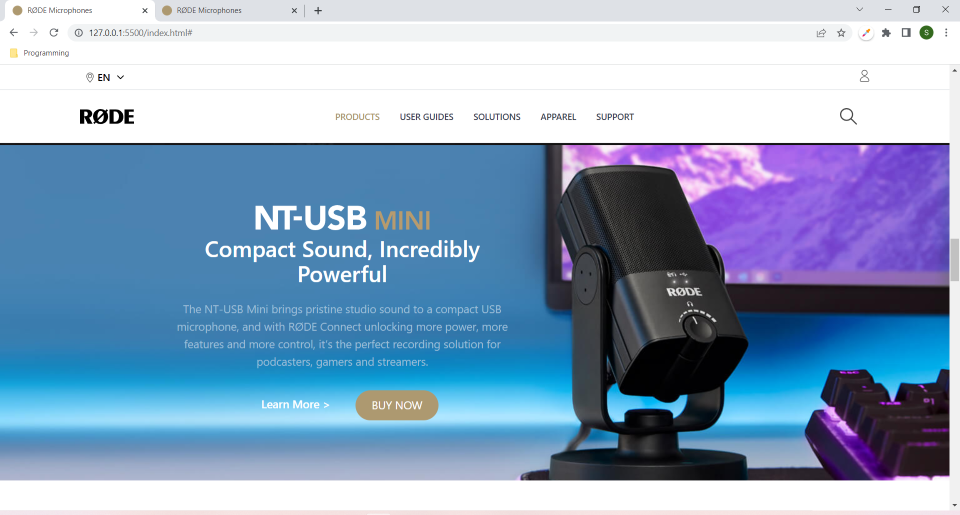 RØDE Microphones
RØDE Microphones
127.0.0.1:5500/index.html#
S
Programming
EN
RØDE
PRODUCTS
USER GUIDES
SOLUTIONS
APPAREL
SUPPORT
NT-USB MINI
Compact Sound, Incredibly
Powerful
The NT-USB Mini brings pristine studio sound to a compact USB
microphone, and with RØDE Connect unlocking more power, more
features and more control, it's the perfect recording solution for
podcasters, gamers and streamers.
Learn More >
BUY NOW
RØDE